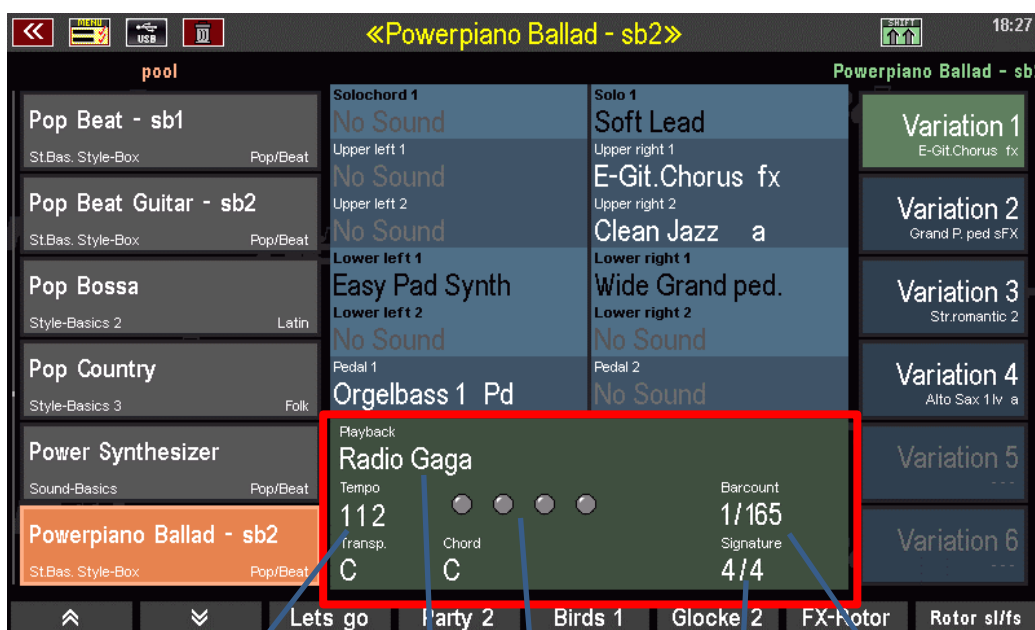 MENU
USB
«Powerpiano Ballad - sb2»
SHIFT
18:27
pool
Powerpiano Ballad - sb
Pop Beat - sb1
St.Bas. Style-Box Pop/Beat
Pop Beat Guitar - sb2
St.Bas. Style-Box Pop/Beat
Pop Bossa
Style-Basics 2 Latin
Pop Country
Style-Basics 3 Folk
Power Synthesizer
Sound-Basics Pop/Beat
Powerpiano Ballad - sb2
St.Bas. Style-Box Pop/Beat
Solochord 1
No Sound
Upper left 1
No Sound
Upper left 2
No Sound
Lower left 1
Easy Pad Synth
Lower left 2
No Sound
Pedal 1
Orgelbass 1 Pd
Solo 1
Soft Lead
Upper right 1
E-Git.Chorus fx
Upper right 2
Clean Jazz a
Lower right 1
Wide Grand ped.
Lower right 2
No Sound
Pedal 2
No Sound
Playback
Radio Gaga
Tempo
112
Barcount
1/165
Transp.
C
Chord
C
Signature
4/4
Variation 1
E-Git.Chorus fx
Variation 2
Grand P. ped sFX
Variation 3
Str.romantic 2
Variation 4
Alto Sax 1lv a
Variation 5
- - -
Variation 6
- - -
Lets go Party 2 Birds 1 Glocke 2 FX-Rotor Rotor sl/fs